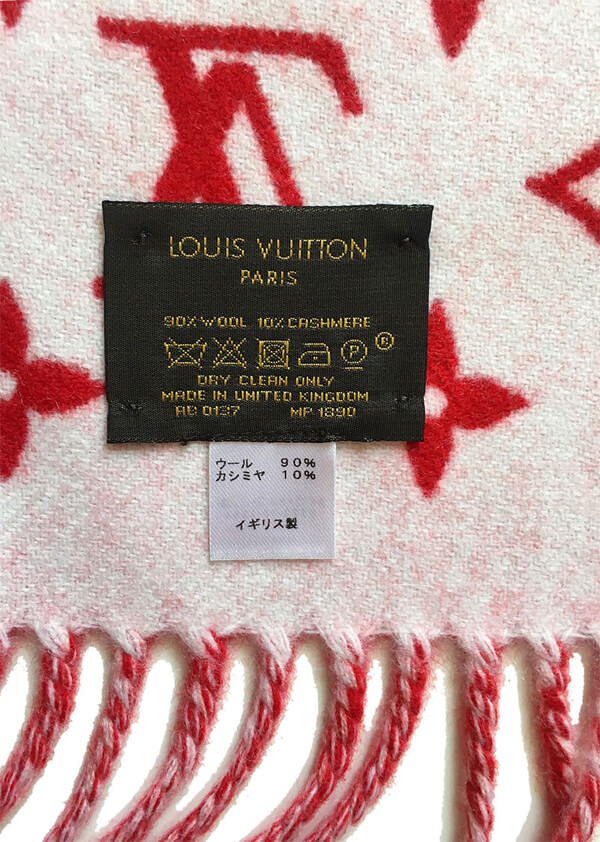 LOUIS VUITTON
PARIS
90% WOOL 10% CASHMERE
P ®
DRY CLEAN ONLY
MADE IN UNITED KINGDOM
AB 0137 MP 1890
ウール 90%
カシミヤ 10%
イギリス製